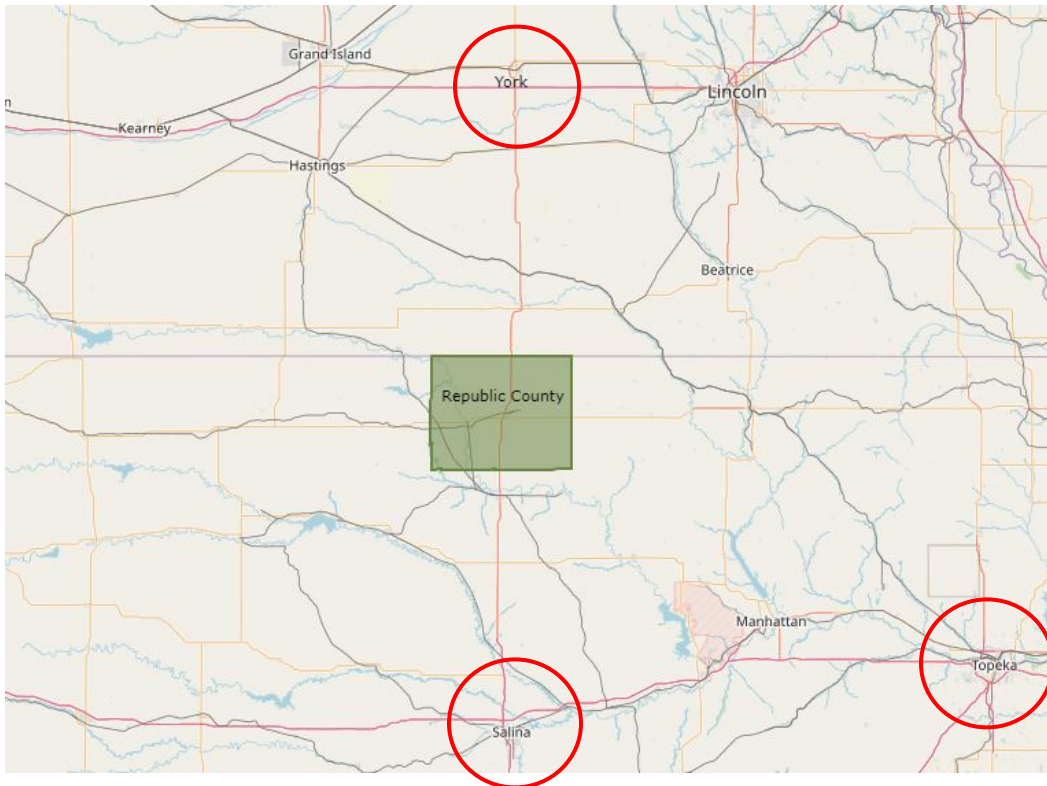 Grand Island
York
Lincoln
n
Kearney
Hastings
Beatrice
Republic County
Manhattan
Topeka
Salina